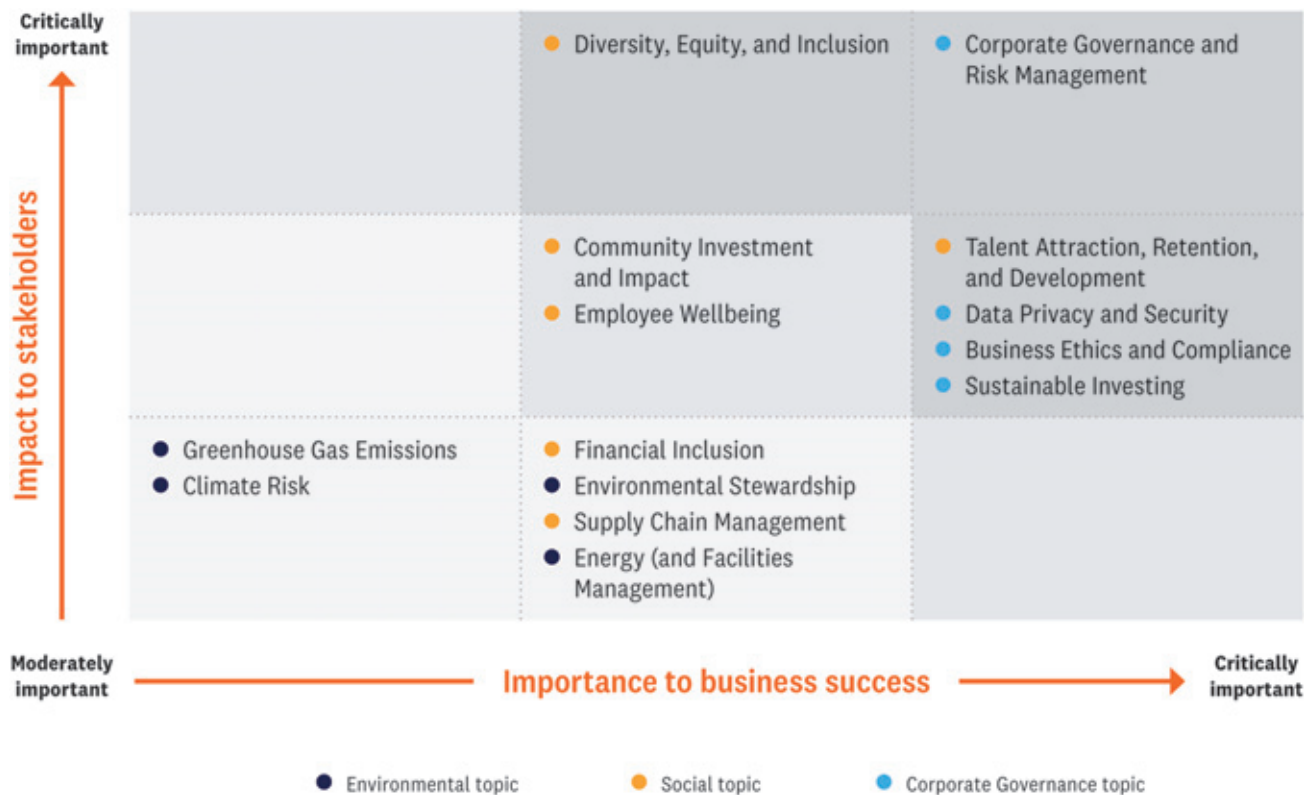 Critically
important
Diversity, Equity, and Inclusion
Corporate Governance and
Risk Management
Impact to stakeholders
Community Investment
and Impact
Employee Wellbeing
Talent Attraction, Retention,
and Development
Data Privacy and Security
Business Ethics and Compliance
Sustainable Investing
Greenhouse Gas Emissions
Climate Risk
Financial Inclusion
Environmental Stewardship
Supply Chain Management
Energy (and Facilities
Management)
Moderately
important
Importance to business success
Critically
important
Environmental topic
Social topic
Corporate Governance topic